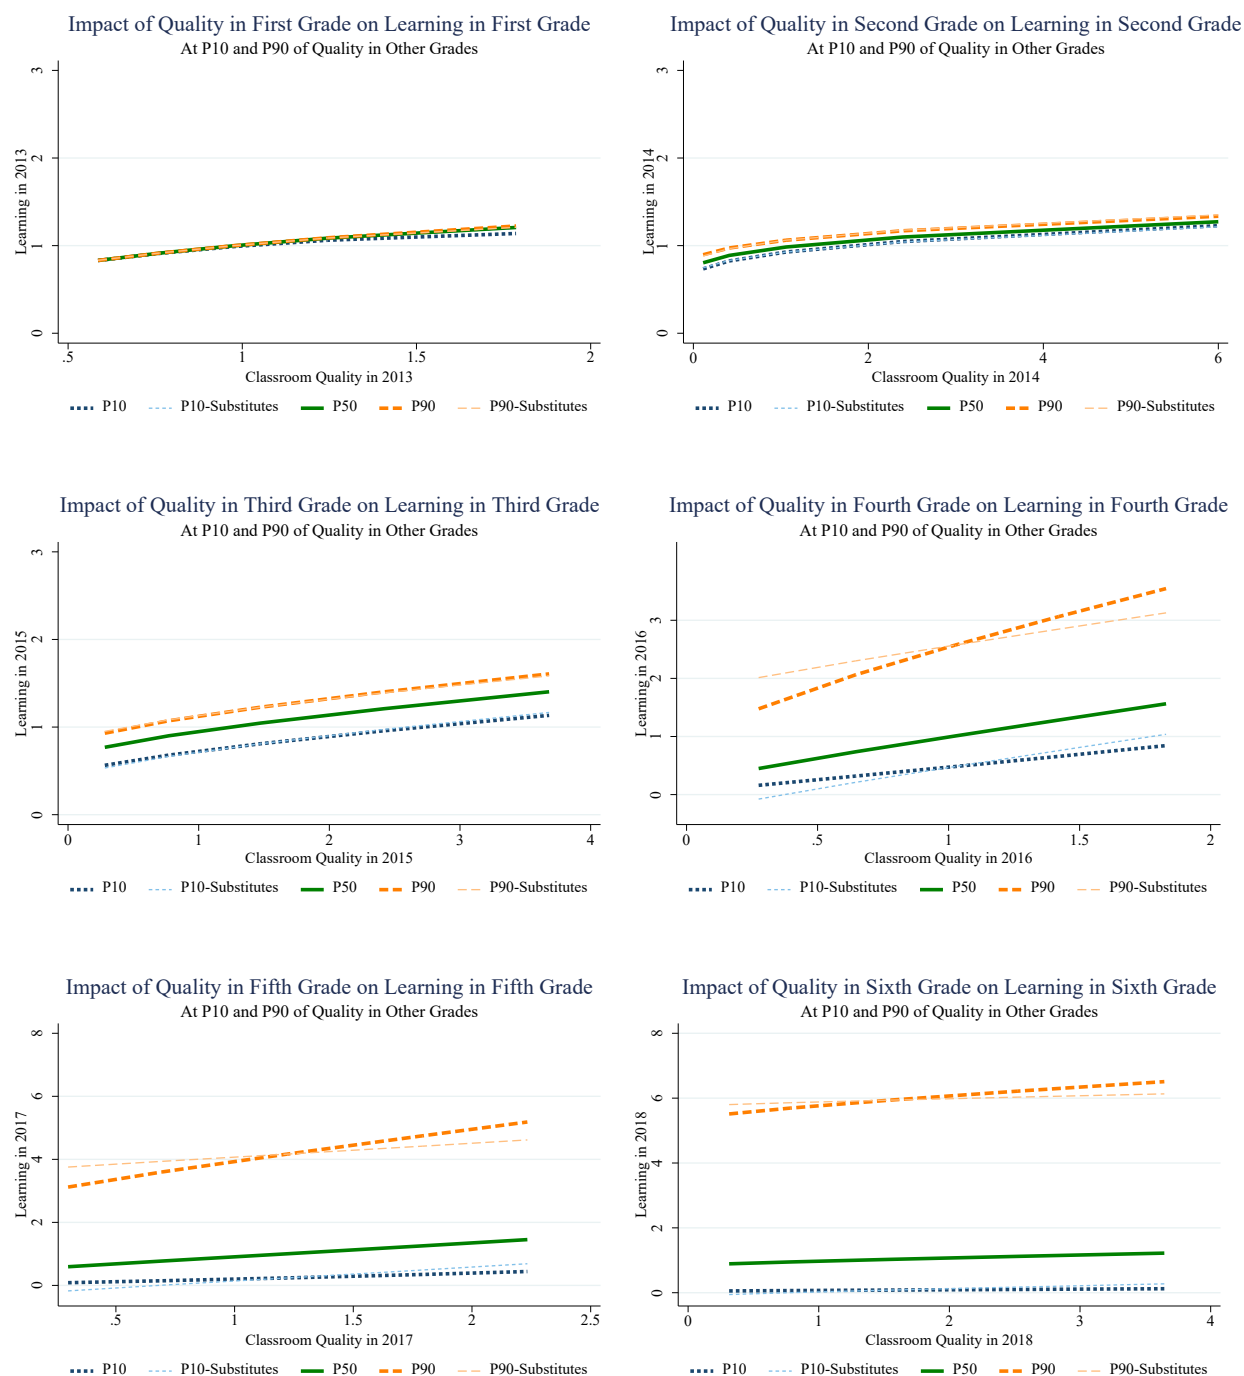 Impact of Quality in First Grade on Learning in First Grade
At P10 and P90 of Quality in Other Grades
Learning in 2013
3
2
1
0
.5 1 1.5 2
Classroom Quality in 2013
P10 P10-Substitutes P50 P90 P90-Substitutes
Impact of Quality in Second Grade on Learning in Second Grade
At P10 and P90 of Quality in Other Grades
Learning in 2014
3
2
1
0
0 2 4 6
Classroom Quality in 2014
P10 P10-Substitutes P50 P90 P90-Substitutes
Impact of Quality in Third Grade on Learning in Third Grade
At P10 and P90 of Quality in Other Grades
Learning in 2015
3
2
1
0
0 1 2 3 4
Classroom Quality in 2015
P10 P10-Substitutes P50 P90 P90-Substitutes
Impact of Quality in Fourth Grade on Learning in Fourth Grade
At P10 and P90 of Quality in Other Grades
Learning in 2016
3
2
1
0
0 .5 1 1.5 2
Classroom Quality in 2016
P10 P10-Substitutes P50 P90 P90-Substitutes
Impact of Quality in Fifth Grade on Learning in Fifth Grade
At P10 and P90 of Quality in Other Grades
Learning in 2017
8
6
4
2
0
.5 1 1.5 2 2.5
Classroom Quality in 2017
P10 P10-Substitutes P50 P90 P90-Substitutes
Impact of Quality in Sixth Grade on Learning in Sixth Grade
At P10 and P90 of Quality in Other Grades
Learning in 2018
8
6
4
2
0
0 1 2 3 4
Classroom Quality in 2018
P10 P10-Substitutes P50 P90 P90-Substitutes